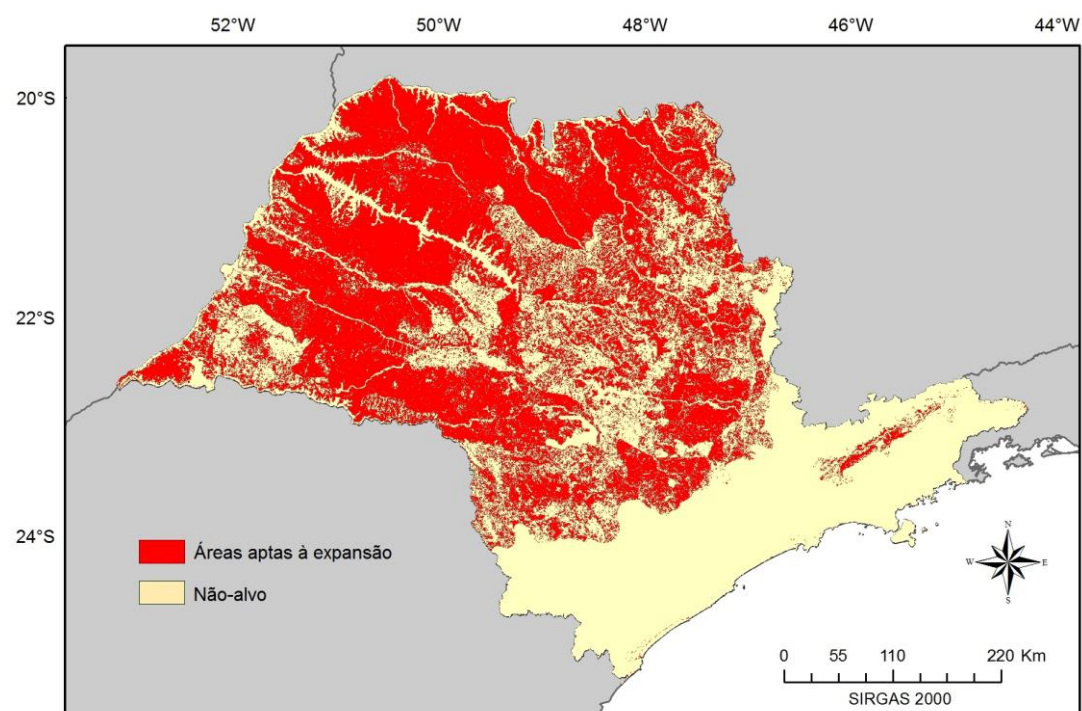 52°W 50°W 48°W 46°W 44°W
20°S
22°S
24°S
Áreas aptas à expansão
Não-alvo
N
W E
S
0 55 110 220 Km
SIRGAS 2000